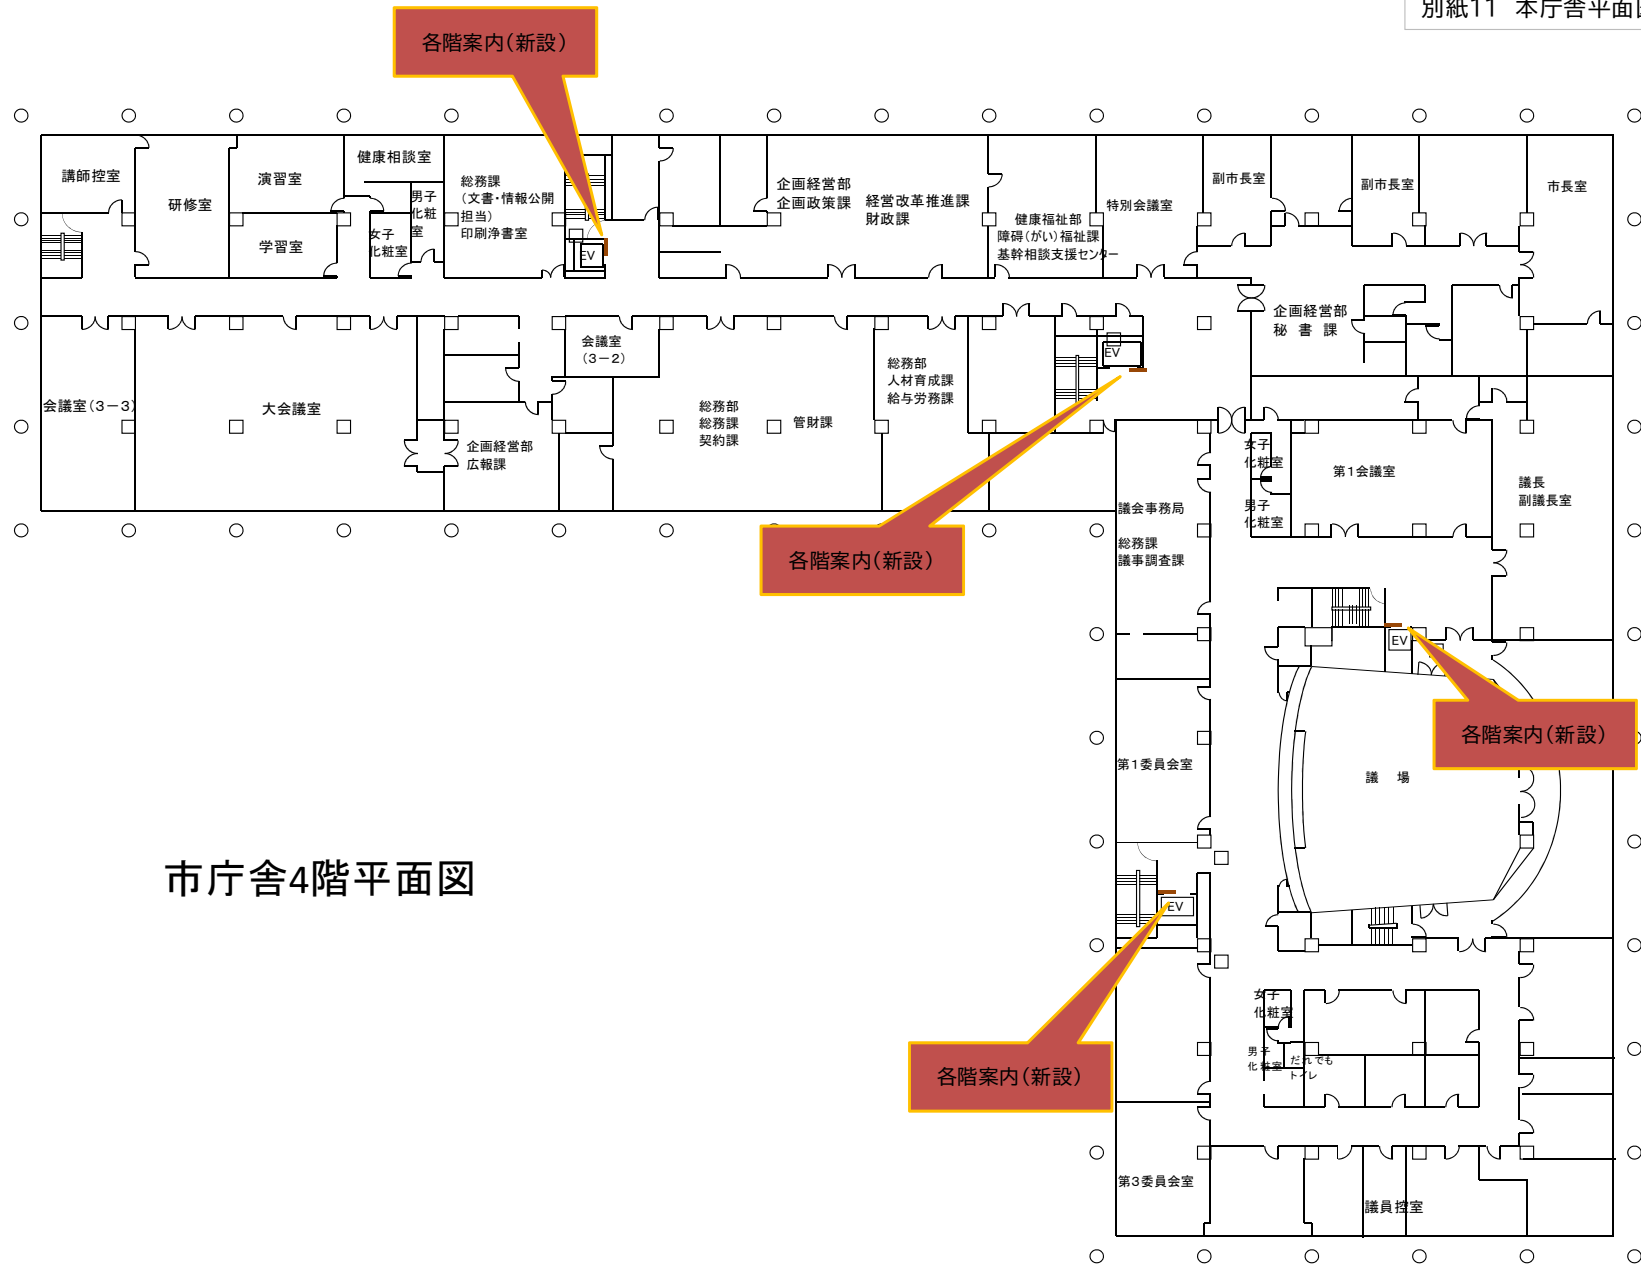 別紙11 本庁舎平面図
各階案内(新設)
講師控室
研修室
演習室
学習室
健康相談室
男子
化粧
室
女子
化粧室
総務課
(文書・情報公開
担当)
印刷浄書室
EV
企画経営部
企画政策課
経営改革推進課
財政課
健康福祉部
障碍(がい)福祉課
基幹相談支援センター
特別会議室
副市長室
副市長室
市長室
企画経営部
秘 書 課
会議室(3-3)
大会議室
企画経営部
広報課
会議室
(3-2)
総務部
総務課
契約課
管財課
総務部
人材育成課
給与労務課
EV
各階案内(新設)
議会事務局
総務課
議事調査課
女子
化粧室
男子
化粧室
第1会議室
議長
副議長室
EV
各階案内(新設)
第1委員会室
議 場
市庁舎4階平面図
EV
各階案内(新設)
女子
化粧室
男子
化粧室
だれでも
トイレ
第3委員会室
議員控室